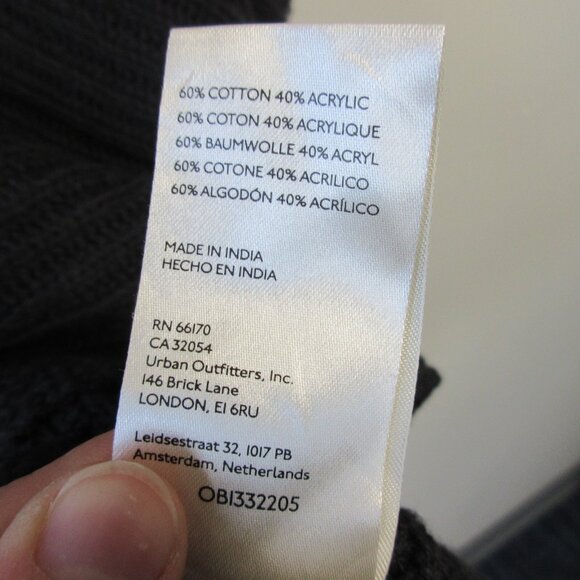 60% COTTON 40% ACRYLIC
60% COTON 40% ACRYLIQUE
60% BAUMWOLLE 40% ACRYL
60% COTONE 40% ACRILICO
60% ALGODÓN 40% ACRÍLICO
MADE IN INDIA
HECHO EN INDIA
RN 66170
CA 32054
Urban Outfitters, Inc.
146 Brick Lane
LONDON, E1 6RU
Leidsestraat 32, 1017 PB
Amsterdam, Netherlands
OB1332205